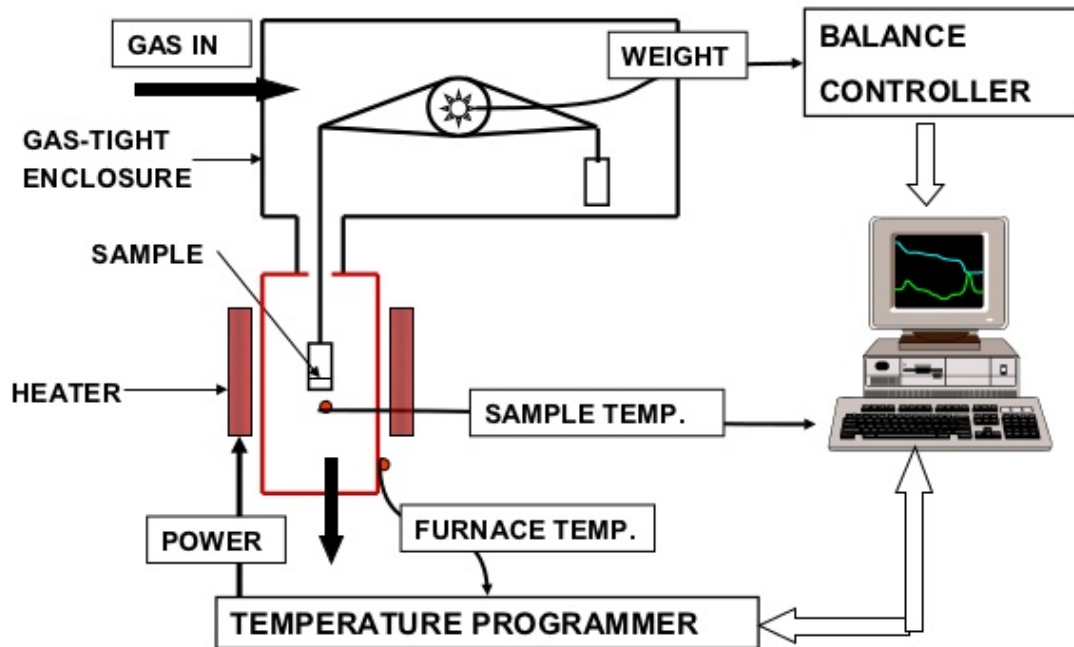 GAS IN
WEIGHT
BALANCE
CONTROLLER
GAS-TIGHT
ENCLOSURE
SAMPLE
HEATER
SAMPLE TEMP.
POWER
FURNACE TEMP.
TEMPERATURE PROGRAMMER